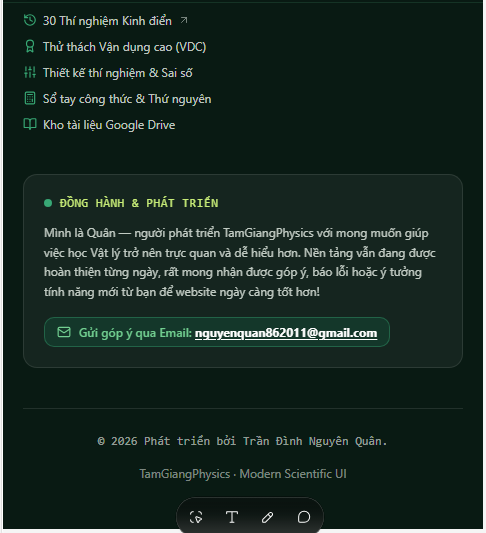 30 Thí nghiệm Kinh điển ↗
Thử thách Vận dụng cao (VDC)
Thiết kế thí nghiệm & Sai số
Sổ tay công thức & Thứ nguyên
Kho tài liệu Google Drive
ĐỒNG HÀNH & PHÁT TRIỂN
Mình là Quân — người phát triển TamGiangPhysics với mong muốn giúp
việc học Vật lý trở nên trực quan và dễ hiểu hơn. Nền tảng vẫn đang được
hoàn thiện từng ngày, rất mong nhận được góp ý, báo lỗi hoặc ý tưởng
tính năng mới từ bạn để website ngày càng tốt hơn!
Gửi góp ý qua Email: nguyenquan862011@gmail.com
© 2026 Phát triển bởi Trần Đình Nguyên Quân.
TamGiangPhysics · Modern Scientific UI